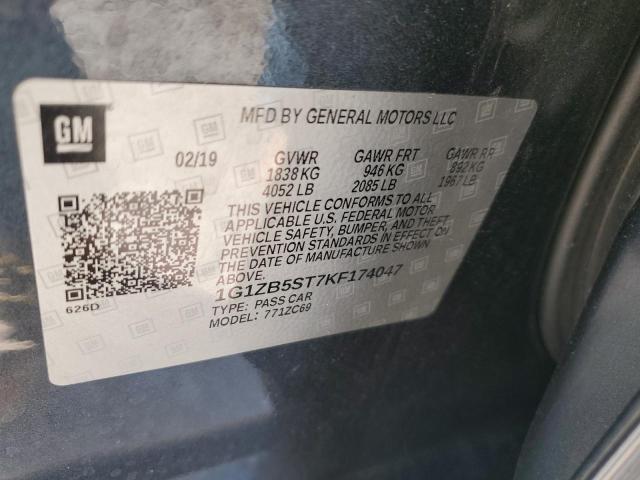 GM
MFD BY GENERAL MOTORS LLC
02/19 GVWR GAWR FRT GAWR RR
1838 KG 946 KG 892 KG
4052 LB 2085 LB 1967 LB
THIS VEHICLE CONFORMS TO ALL
APPLICABLE U.S. FEDERAL MOTOR
VEHICLE SAFETY, BUMPER, AND THEFT
PREVENTION STANDARDS IN EFFECT ON
THE DATE OF MANUFACTURE SHOWN
ABOVE.
1G1ZB5ST7KF174047
TYPE: PASS CAR
MODEL: 771ZC69
626D